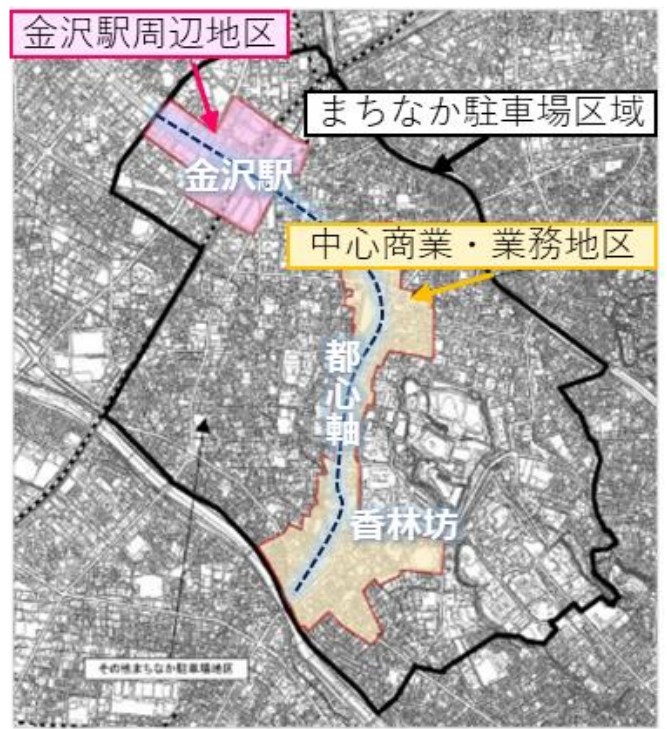 金沢駅周辺地区
まちなか駐車場区域
金沢駅
中心商業・業務地区
都心軸
香林坊
その他まちなか駐車場地区